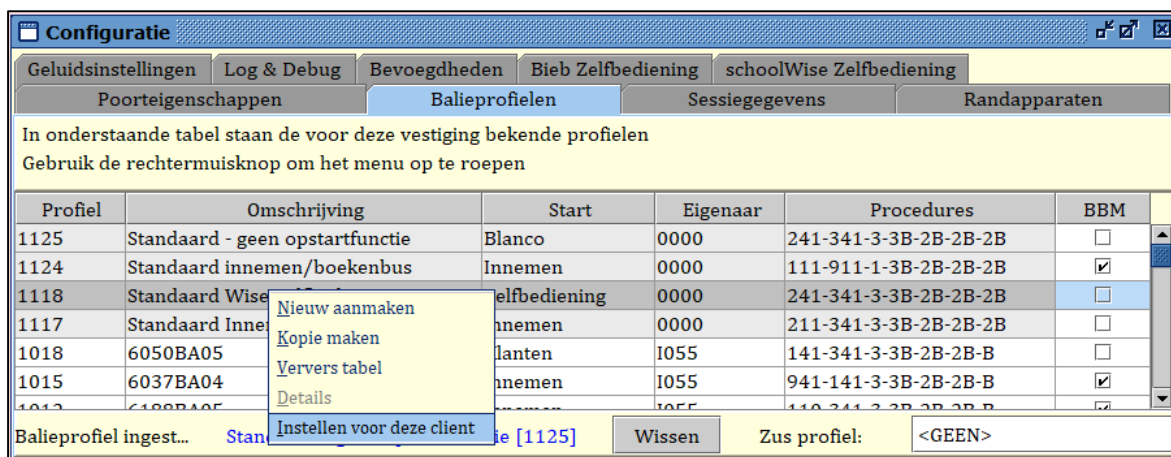 Configuratie
Geluidsinstellingen Log & Debug Bevoegdheden Bieb Zelfbediening schoolWise Zelfbediening
Poorteigenschappen Balieprofielen Sessiegegevens Randapparaten
In onderstaande tabel staan de voor deze vestiging bekende profielen
Gebruik de rechtermuisknop om het menu op te roepen
Profiel Omschrijving Start Eigenaar Procedures BBM
1125 Standaard - geen opstartfunctie Blanco 0000 241-341-3-3B-2B-2B-2B
1124 Standaard innemen/boekenbus Innemen 0000 111-911-1-3B-2B-2B-2B
1118 Standaard Wise elfbediening 0000 241-341-3-3B-2B-2B-2B
1117 Standaard Inne nnemen 0000 211-341-3-3B-2B-2B-2B
1018 6050BA05 lanten I055 141-341-3-3B-2B-2B-B
1015 6037BA04 nnemen I055 941-141-3-3B-2B-2B-B
Nieuw aanmaken
Kopie maken
Ververs tabel
Details
Instellen voor deze client
Balieprofiel ingest... Stan ie [1125] Wissen Zus profiel: <GEEN>